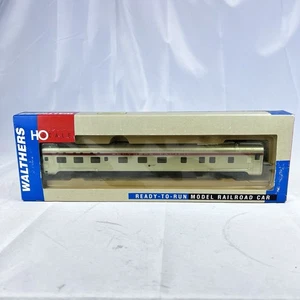 WALTHERS
HO
READY-TO-RUN MODEL RAILROAD CAR